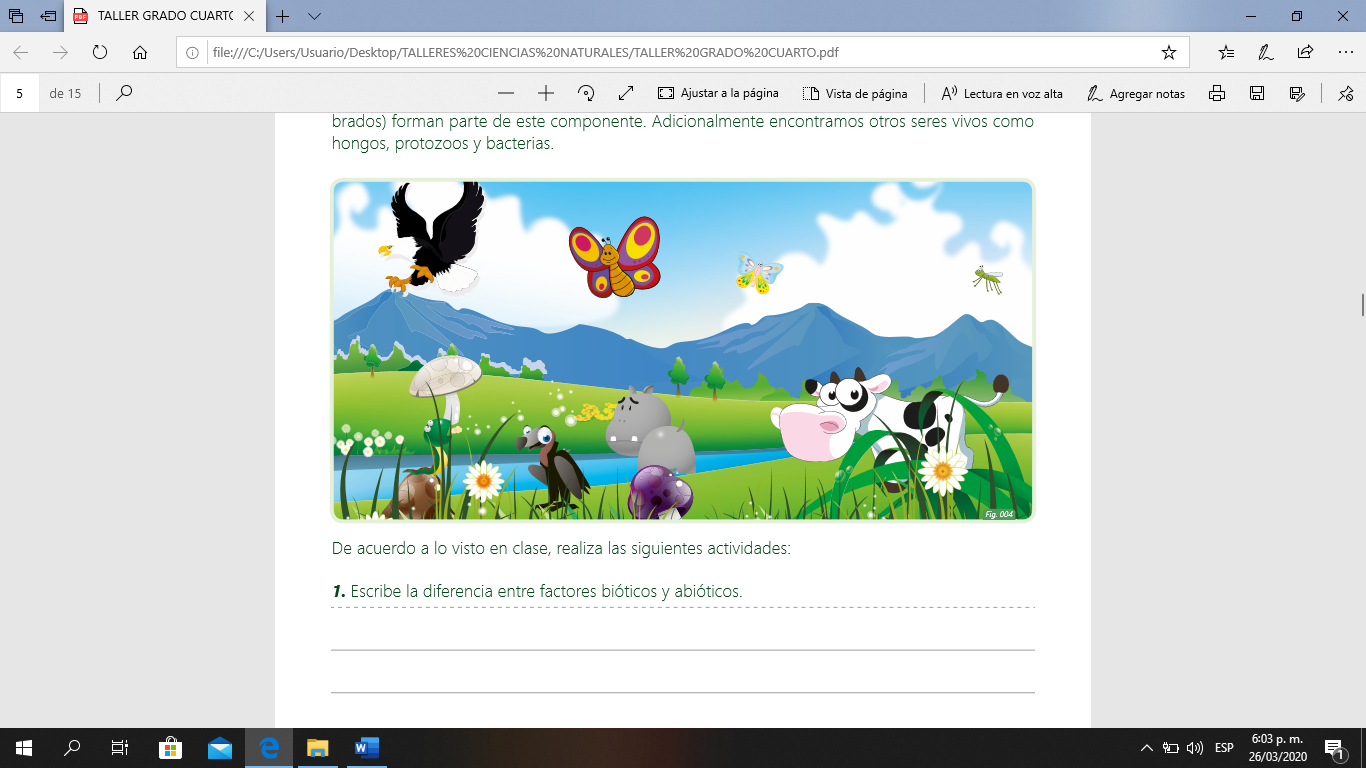 TALLER GRADO CUARTO
file:///C:/Users/Usuario/Desktop/TALLERES%20CIENCIAS%20NATURALES/TALLER%20GRADO%20CUARTO.pdf
5 de 15 Ajustar a la página Vista de página Lectura en voz alta Agregar notas
brados) forman parte de este componente. Adicionalmente encontramos otros seres vivos como
hongos, protozoos y bacterias.
Fig. 004
De acuerdo a lo visto en clase, realiza las siguientes actividades:
1. Escribe la diferencia entre factores bióticos y abióticos.
ESP
6:03 p. m.
26/03/2020
1